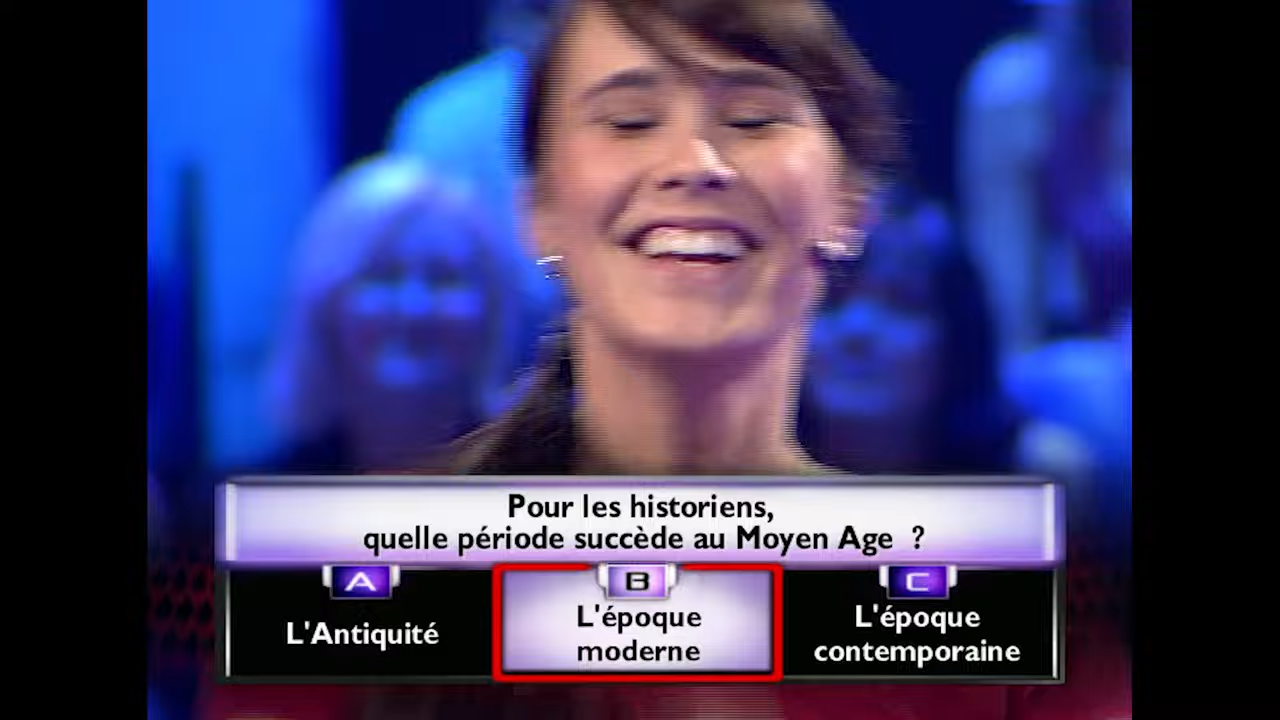 Pour les historiens,
quelle période succède au Moyen Age ?
A
B
C
L'Antiquité
L'époque
moderne
L'époque
contemporaine